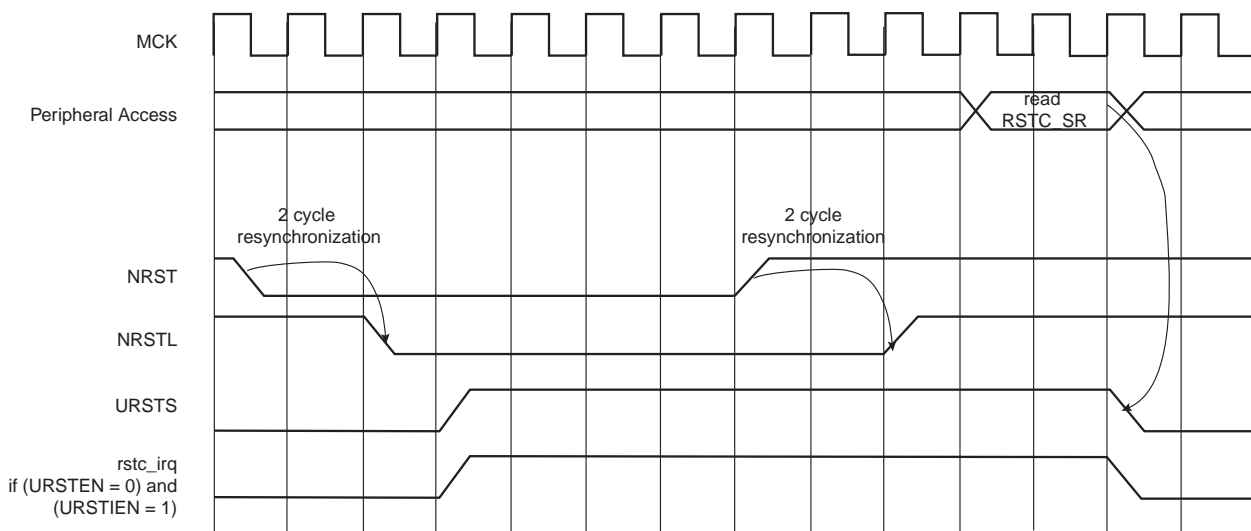 MCK
Peripheral Access
read
RSTC_SR
2 cycle
resynchronization
2 cycle
resynchronization
NRST
NRSTL
URSTS
rstc_irq
if (URSTEN = 0) and
(URSTIEN = 1)